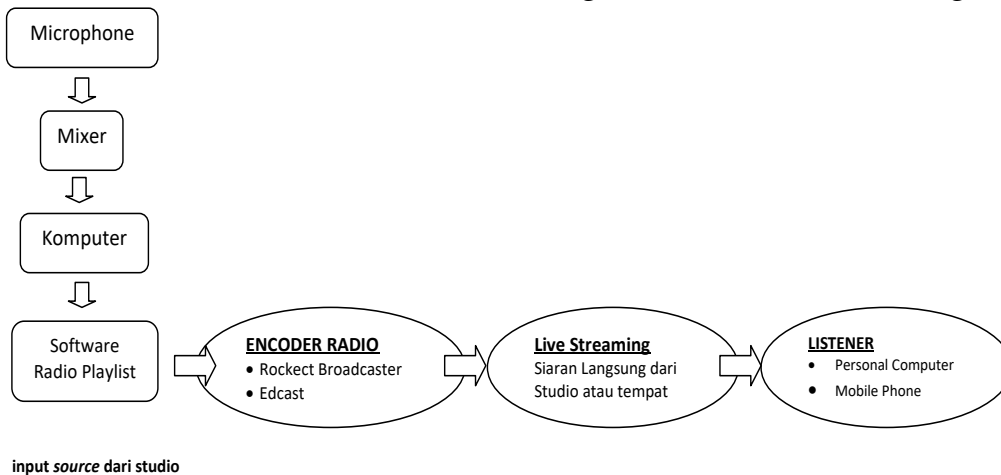 Microphone
Mixer
Komputer
Software
Radio Playlist
ENCODER RADIO
• Rockect Broadcaster
• Edcast
Live Streaming
Siaran Langsung dari
Studio atau tempat
LISTENER
• Personal Computer
• Mobile Phone
input source dari studio